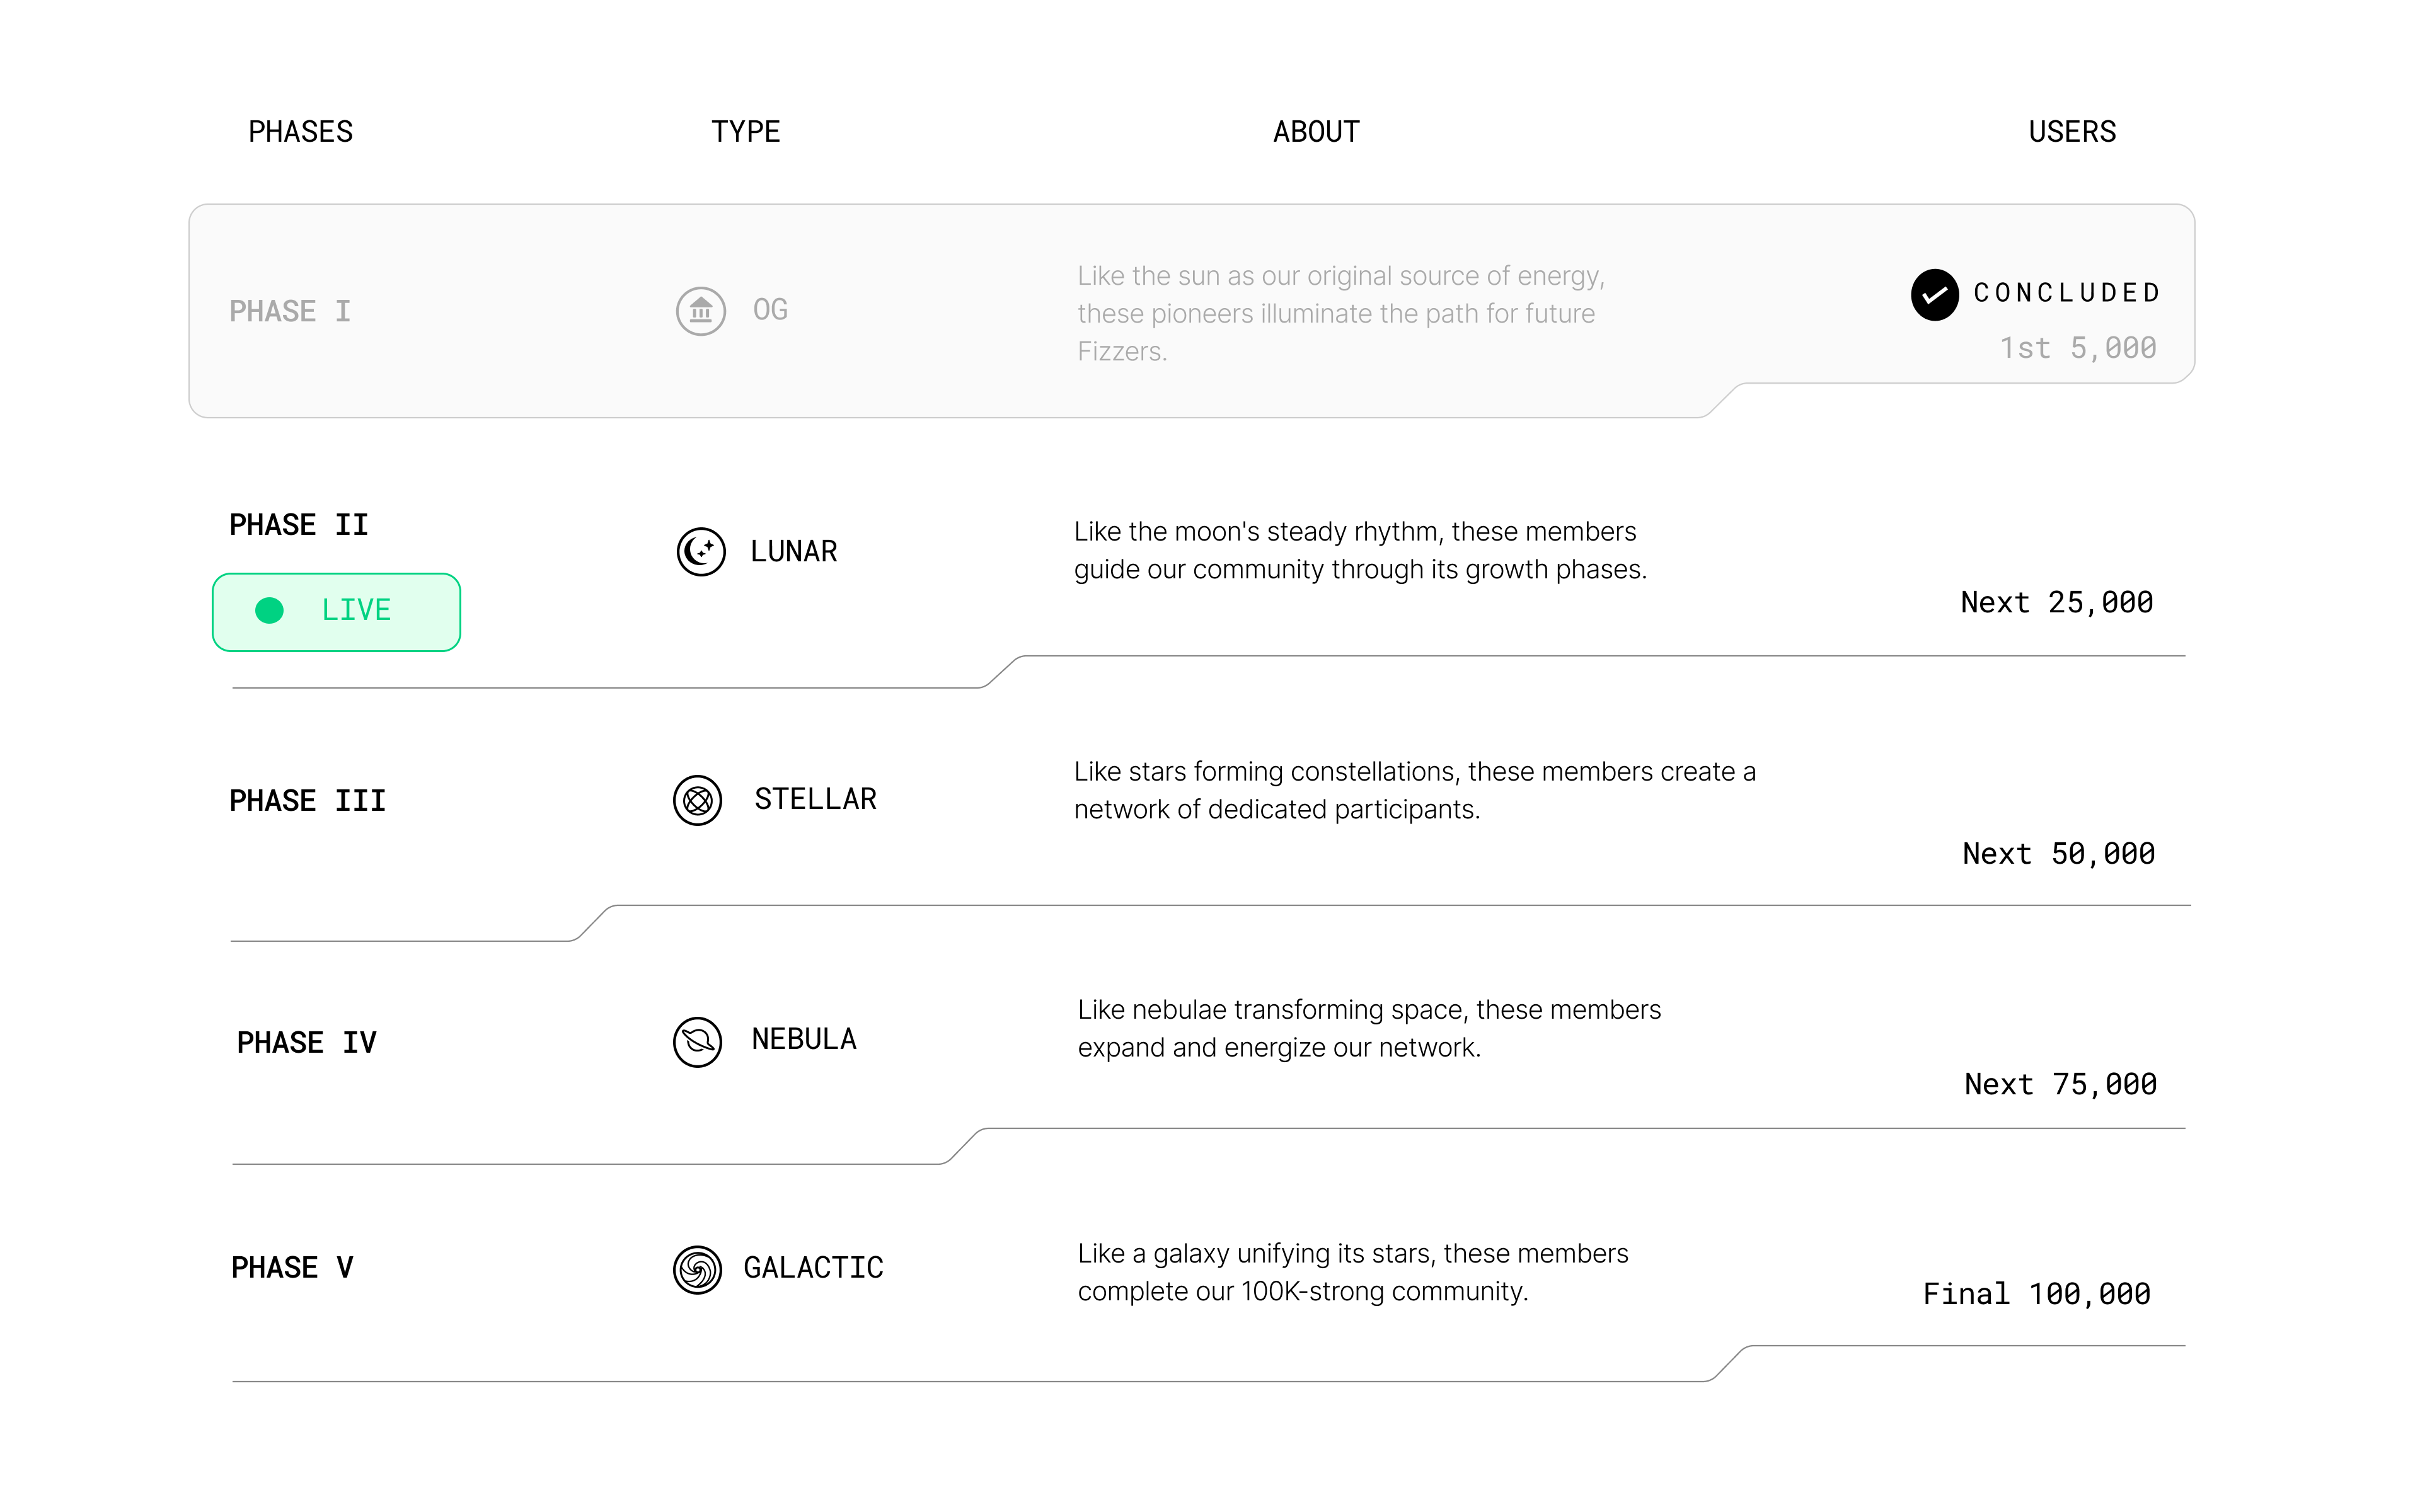 PHASES TYPE ABOUT USERS
PHASE I
OG
Like the sun as our original source of energy,
these pioneers illuminate the path for future
Fizzers.
CONCLUDED
1st 5,000
PHASE II
LIVE
LUNAR
Like the moon's steady rhythm, these members
guide our community through its growth phases.
Next 25,000
PHASE III
STELLAR
Like stars forming constellations, these members create a
network of dedicated participants.
Next 50,000
PHASE IV
NEBULA
Like nebulae transforming space, these members
expand and energize our network.
Next 75,000
PHASE V
GALACTIC
Like a galaxy unifying its stars, these members
complete our 100K-strong community.
Final 100,000